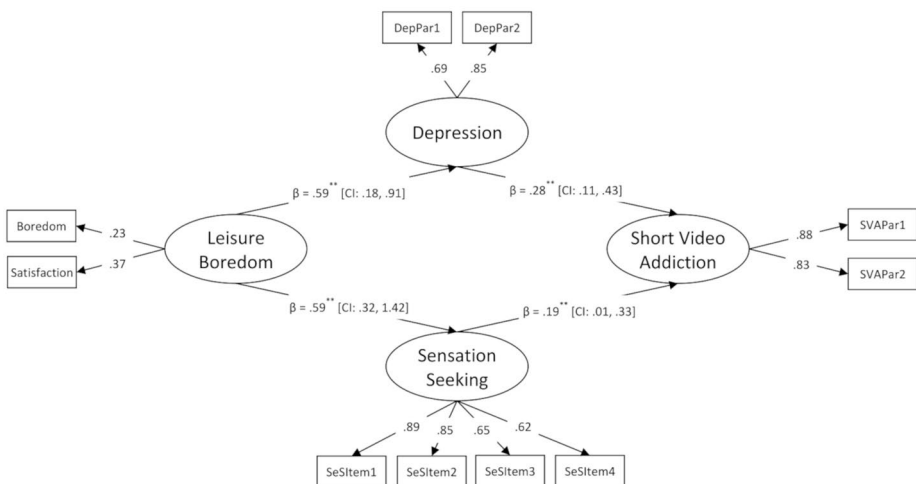 DepPar1 DepPar2
.69 .85
Depression
β = .59** [CI: .18, .91] β = .28** [CI: .11, .43]
Boredom
.23
Satisfaction
.37
Leisure
Boredom
Short Video
Addiction
.88
SVAPar1
.83
SVAPar2
β = .59** [CI: .32, 1.42] β = .19** [CI: .01, .33]
Sensation
Seeking
.89 .85 .65 .62
SeSItem1 SeSItem2 SeSItem3 SeSItem4